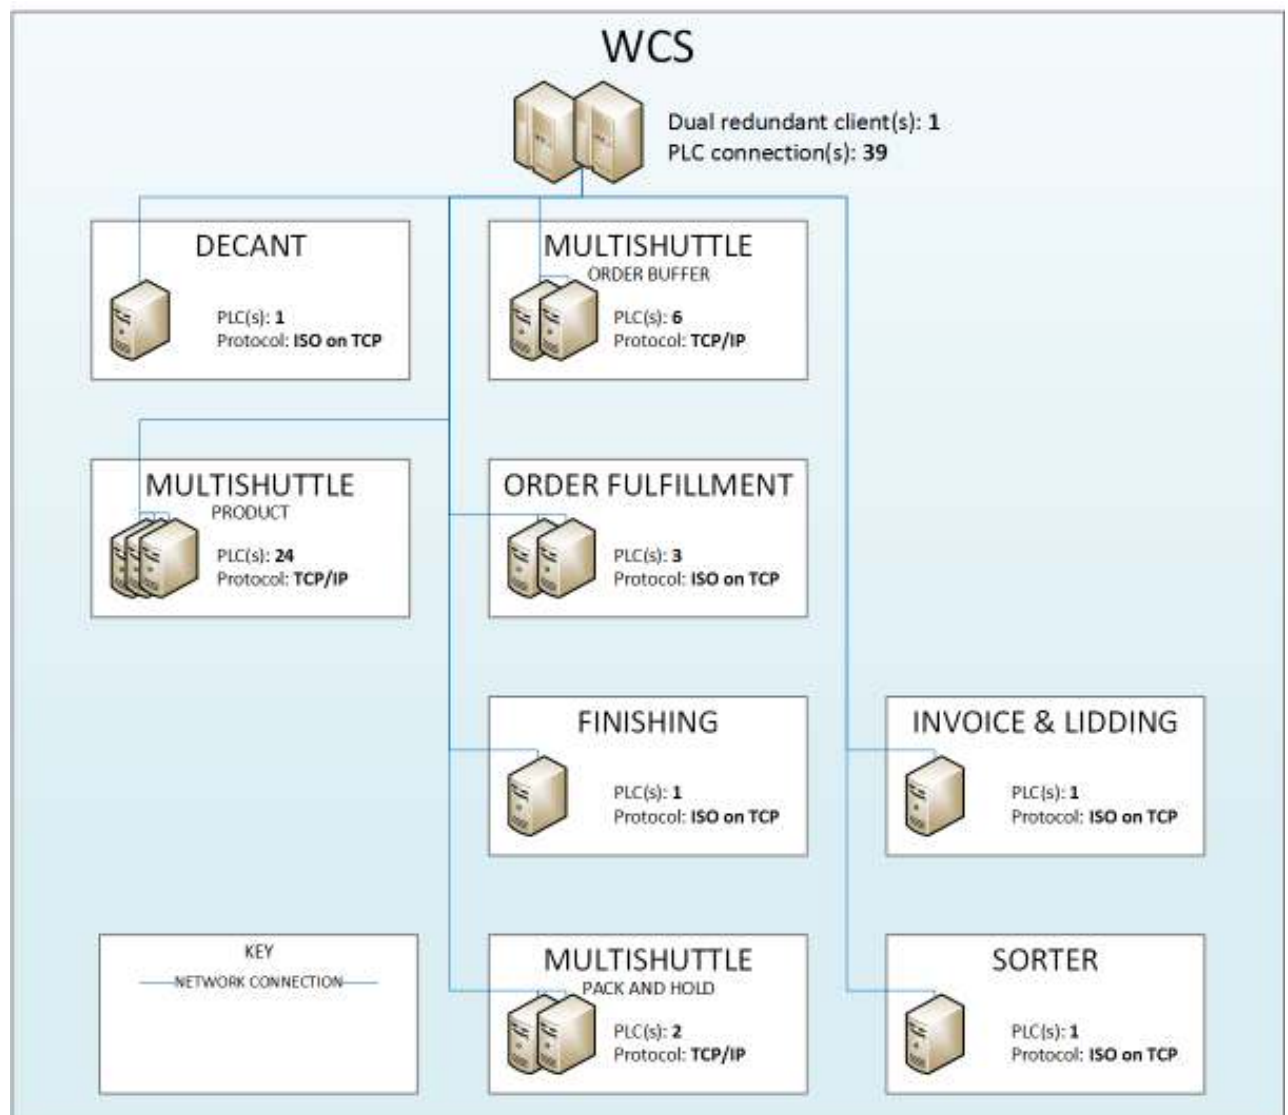 WCS
Dual redundant client(s): 1
PLC connection(s): 39
DECANT
PLC(s): 1
Protocol: ISO on TCP
MULTISHUTTLE
ORDER BUFFER
PLC(s): 6
Protocol: TCP/IP
MULTISHUTTLE
PRODUCT
PLC(s): 24
Protocol: TCP/IP
ORDER FULFILLMENT
PLC(s): 3
Protocol: ISO on TCP
FINISHING
PLC(s): 1
Protocol: ISO on TCP
INVOICE & LIDDING
PLC(s): 1
Protocol: ISO on TCP
KEY
NETWORK CONNECTION
MULTISHUTTLE
PACK AND HOLD
PLC(s): 2
Protocol: TCP/IP
SORTER
PLC(s): 1
Protocol: ISO on TCP